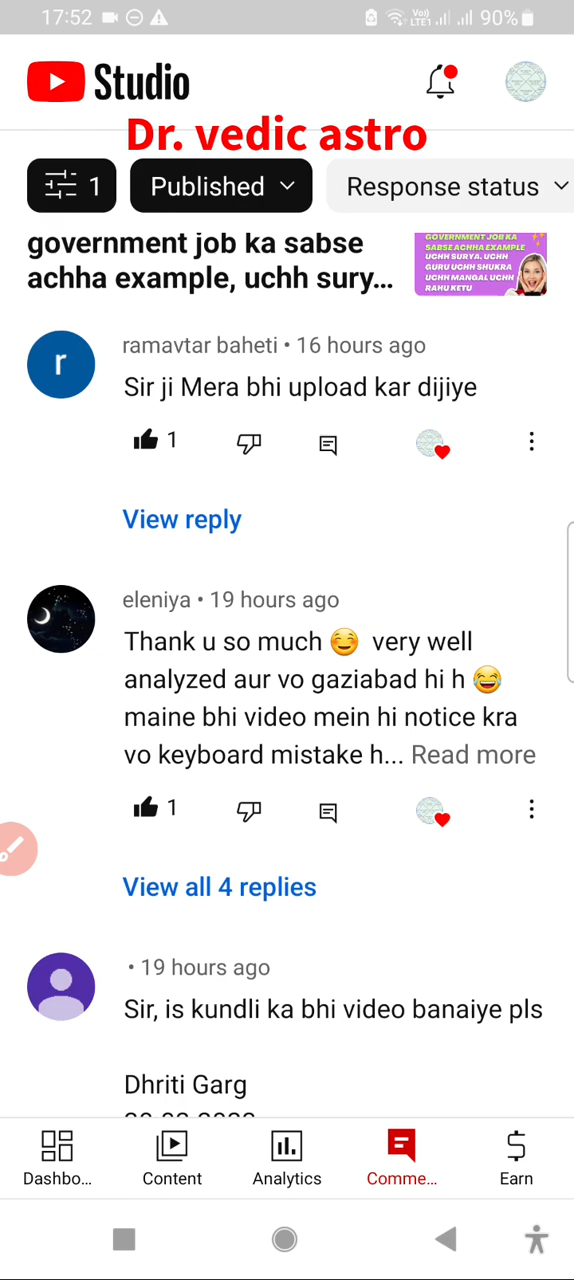 17:52
Vo)) LTE1
90%
Studio
Dr. vedic astro
1
Published
Response status
government job ka sabse
achha example, uchh sury...
GOVERNMENT JOB KA
SABSE ACHHA EXAMPLE
UCHH SURYA, UCHH
GURU UCHH SHUKRA
UCHH MANGAL UCHH
RAHU KETU
r
ramavtar baheti • 16 hours ago
Sir ji Mera bhi upload kar dijiye
1
View reply
eleniya • 19 hours ago
Thank u so much 😊 very well
analyzed aur vo gaziabad hi h 😂
maine bhi video mein hi notice kra
vo keyboard mistake h... Read more
1
View all 4 replies
• 19 hours ago
Sir, is kundli ka bhi video banaiye pls
Dhriti Garg
Dashbo...
Content
Analytics
Comme...
Earn